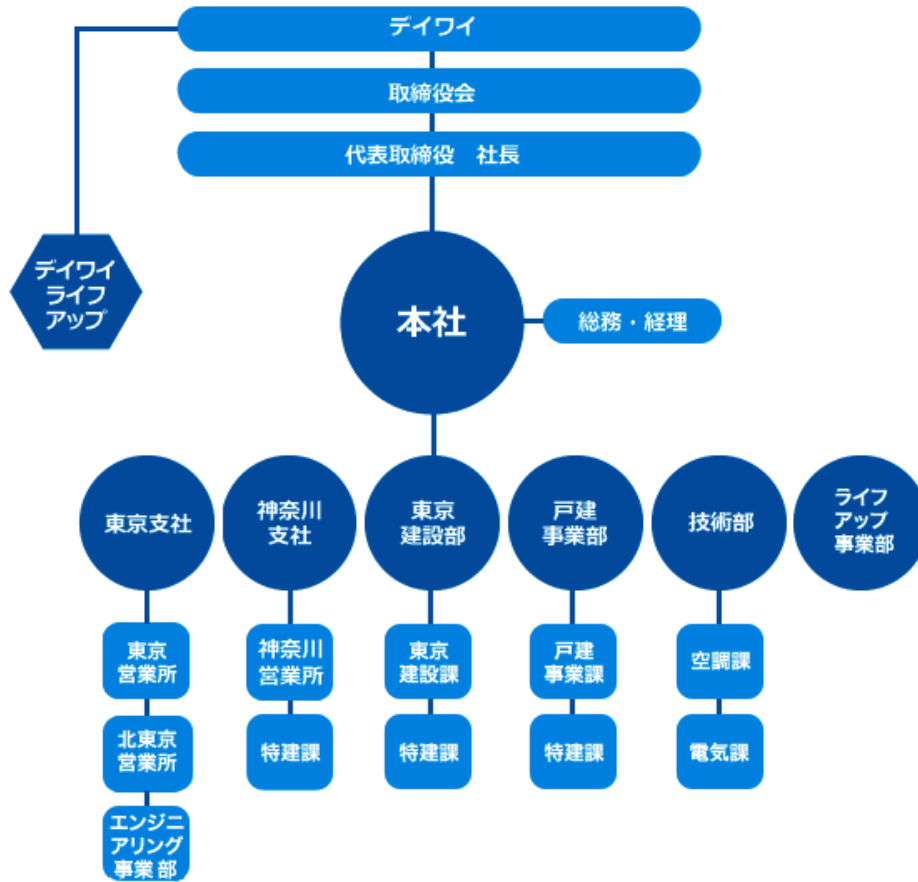 デイワイ
取締役会
代表取締役　社長
デイワイ
ライフ
アップ
本社
総務・経理
東京支社
神奈川
支社
東京
建設部
戸建
事業部
技術部
ライフ
アップ
事業部
東京
営業所
神奈川
営業所
東京
建設課
戸建
事業課
空調課
北東京
営業所
特建課
特建課
特建課
電気課
エンジニ
アリング
事業部